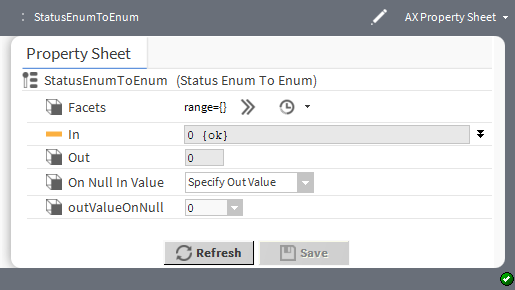 : StatusEnumToEnum AX Property Sheet
Property Sheet
StatusEnumToEnum (Status Enum To Enum)
Facets range={}
In 0 {ok}
Out 0
On Null In Value Specify Out Value
outValueOnNull 0
Refresh Save